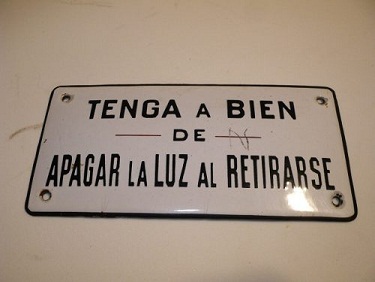 TENGA A BIEN
DE
APAGAR LA LUZ AL RETIRARSE